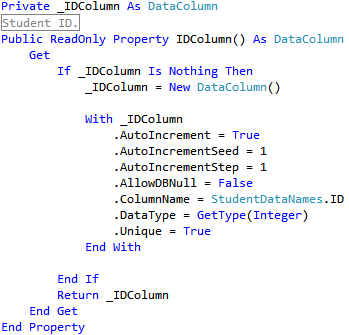 Private _IDColumn As DataColumn
Student ID.
Public ReadOnly Property IDColumn() As DataColumn
    Get
        If _IDColumn Is Nothing Then
            _IDColumn = New DataColumn()

            With _IDColumn
                .AutoIncrement = True
                .AutoIncrementSeed = 1
                .AutoIncrementStep = 1
                .AllowDBNull = False
                .ColumnName = StudentDataNames.ID
                .DataType = GetType(Integer)
                .Unique = True
            End With

        End If
        Return _IDColumn
    End Get
End Property